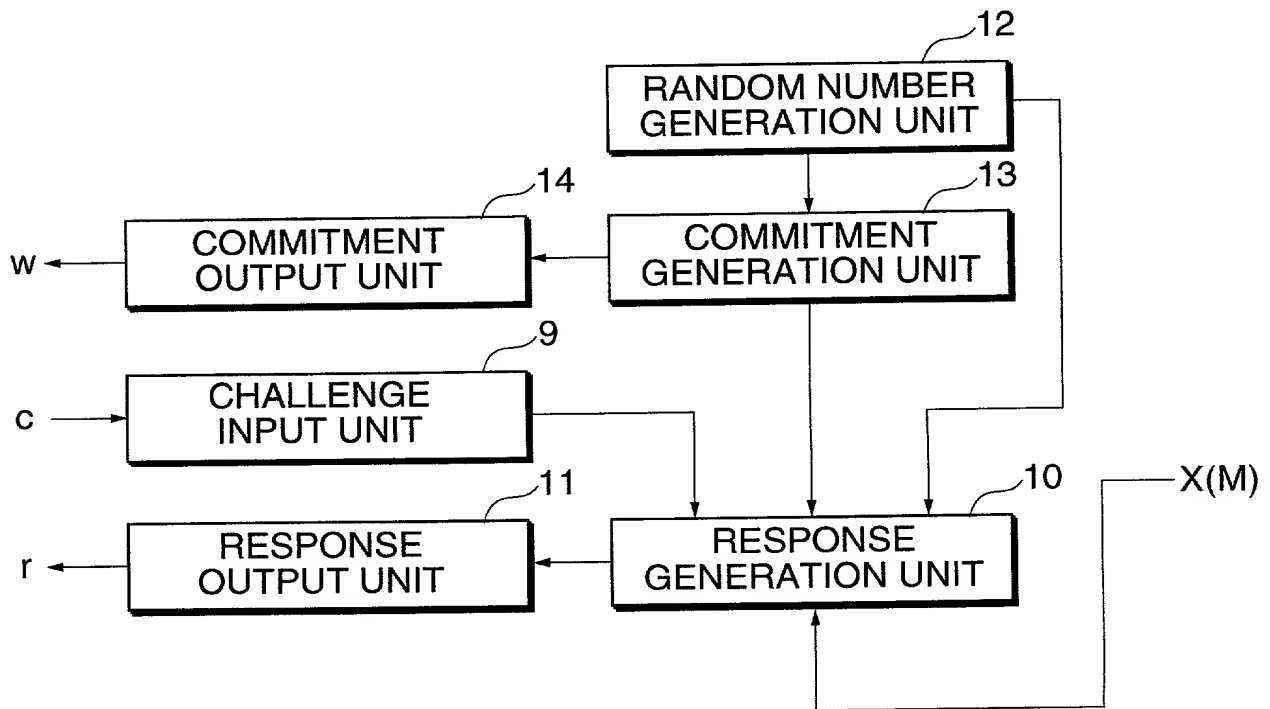 12
RANDOM NUMBER
GENERATION UNIT
14
13
w
COMMITMENT
OUTPUT UNIT
COMMITMENT
GENERATION UNIT
9
c
CHALLENGE
INPUT UNIT
11
10
X(M)
r
RESPONSE
OUTPUT UNIT
RESPONSE
GENERATION UNIT